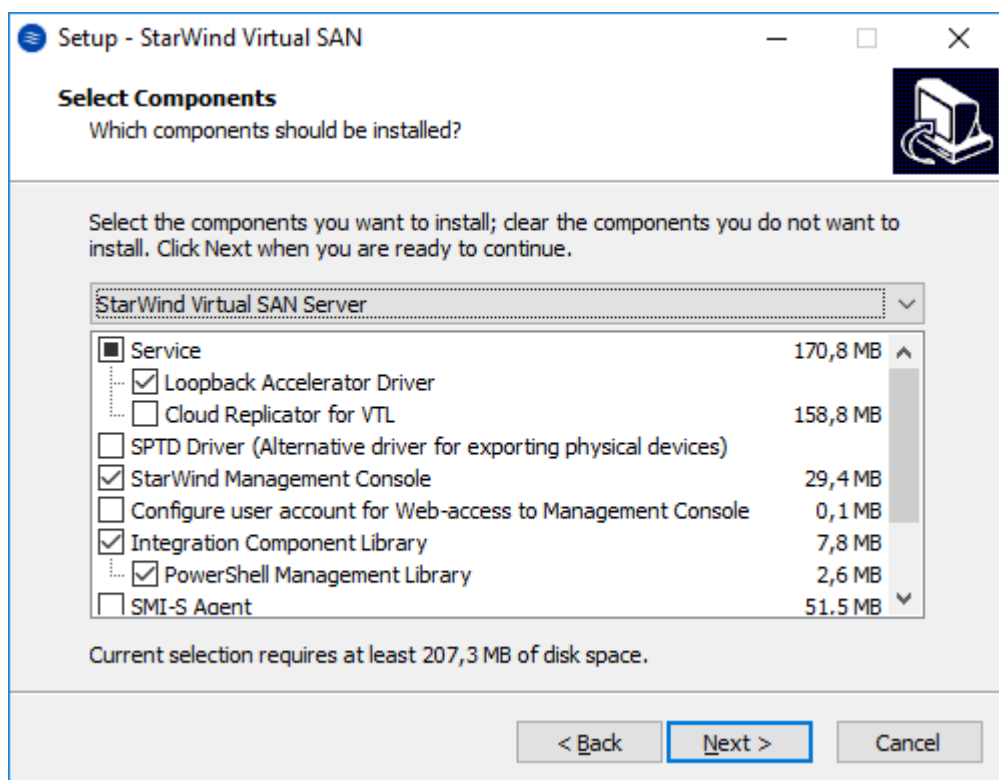 Setup - StarWind Virtual SAN
Select Components
Which components should be installed?
Select the components you want to install; clear the components you do not want to
install. Click Next when you are ready to continue.
StarWind Virtual SAN Server
Service 170,8 MB
Loopback Accelerator Driver
Cloud Replicator for VTL 158,8 MB
SPTD Driver (Alternative driver for exporting physical devices)
StarWind Management Console 29,4 MB
Configure user account for Web-access to Management Console 0,1 MB
Integration Component Library 7,8 MB
PowerShell Management Library 2,6 MB
SMI-S Agent 51.5 MB
Current selection requires at least 207,3 MB of disk space.
< Back Next > Cancel